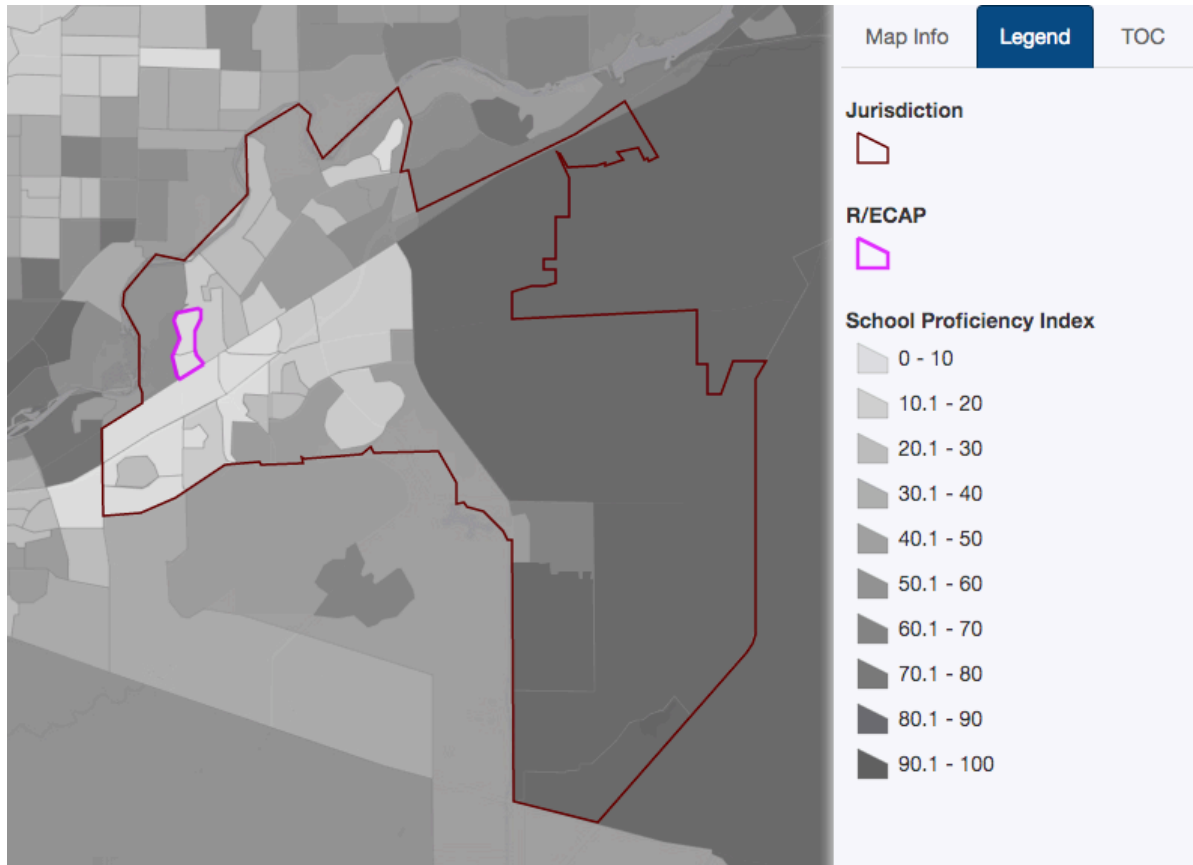 Map Info Legend TOC
Jurisdiction
R/ECAP
School Proficiency Index
0 - 10
10.1 - 20
20.1 - 30
30.1 - 40
40.1 - 50
50.1 - 60
60.1 - 70
70.1 - 80
80.1 - 90
90.1 - 100